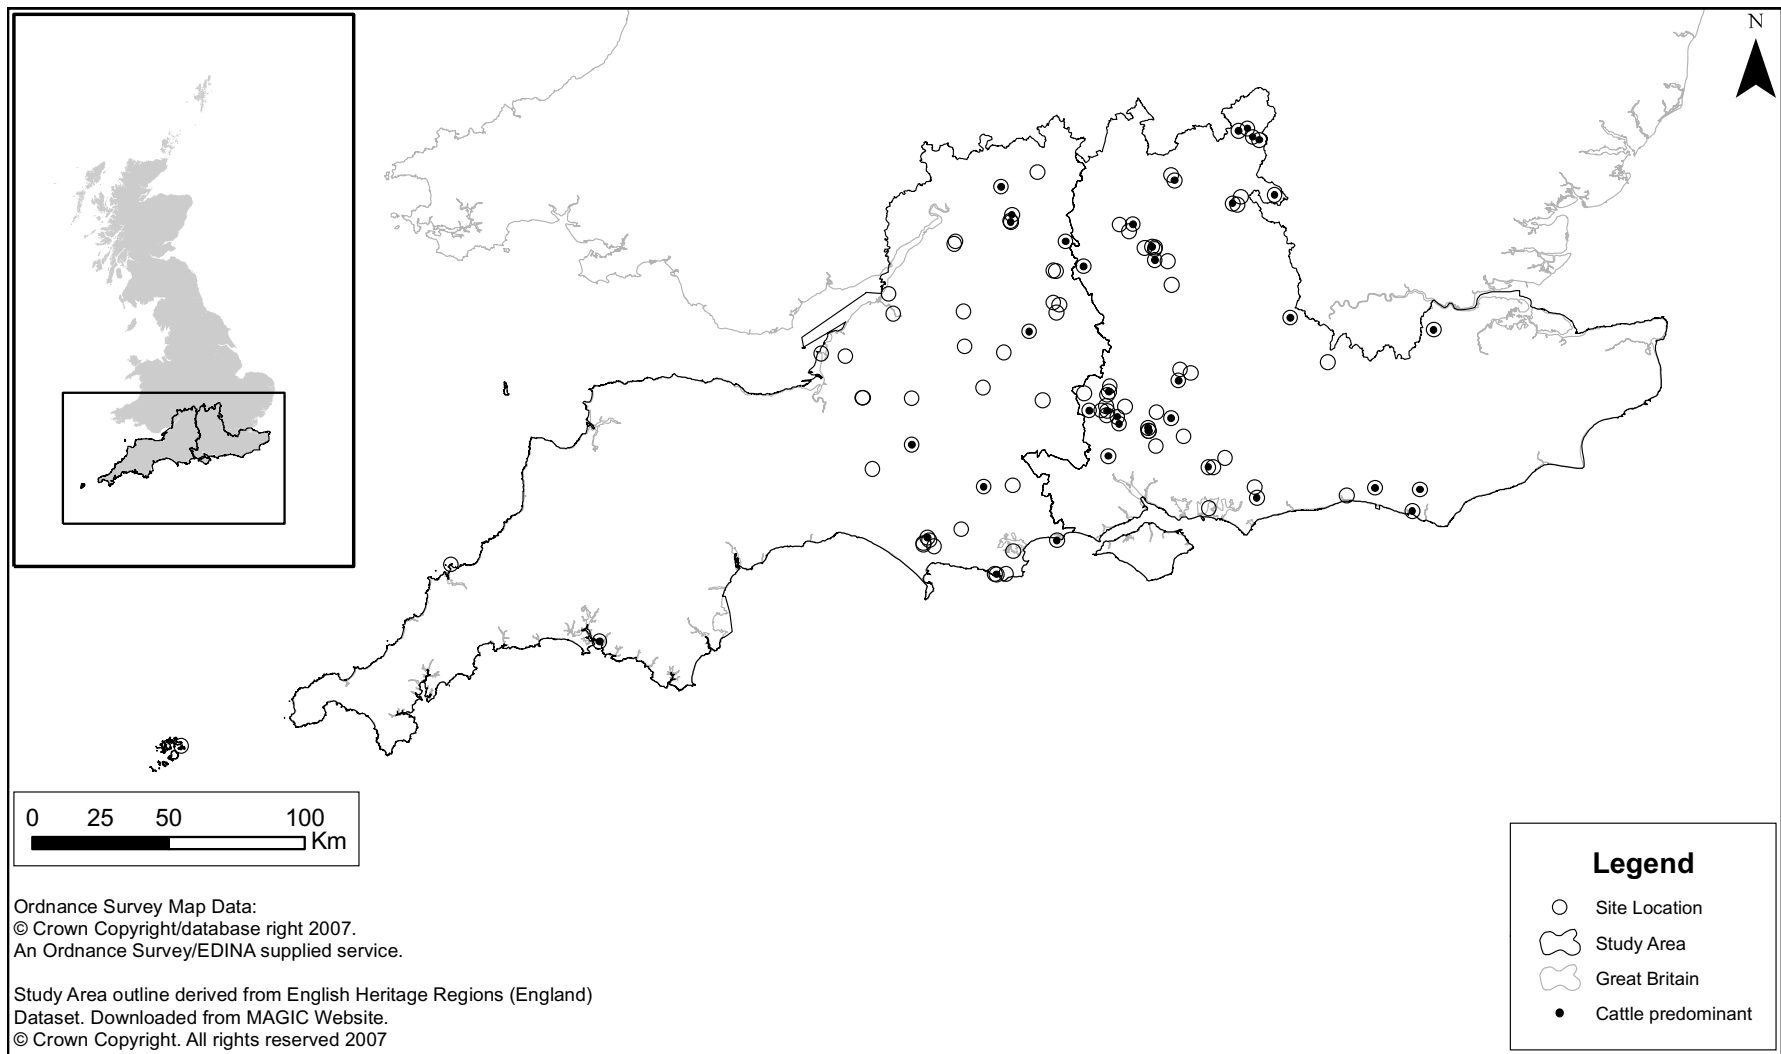 N
0 25 50 100
Km
Ordnance Survey Map Data:
© Crown Copyright/database right 2007.
An Ordnance Survey/EDINA supplied service.
Study Area outline derived from English Heritage Regions (England)
Dataset. Downloaded from MAGIC Website.
© Crown Copyright. All rights reserved 2007
Legend
Site Location
Study Area
Great Britain
Cattle predominant